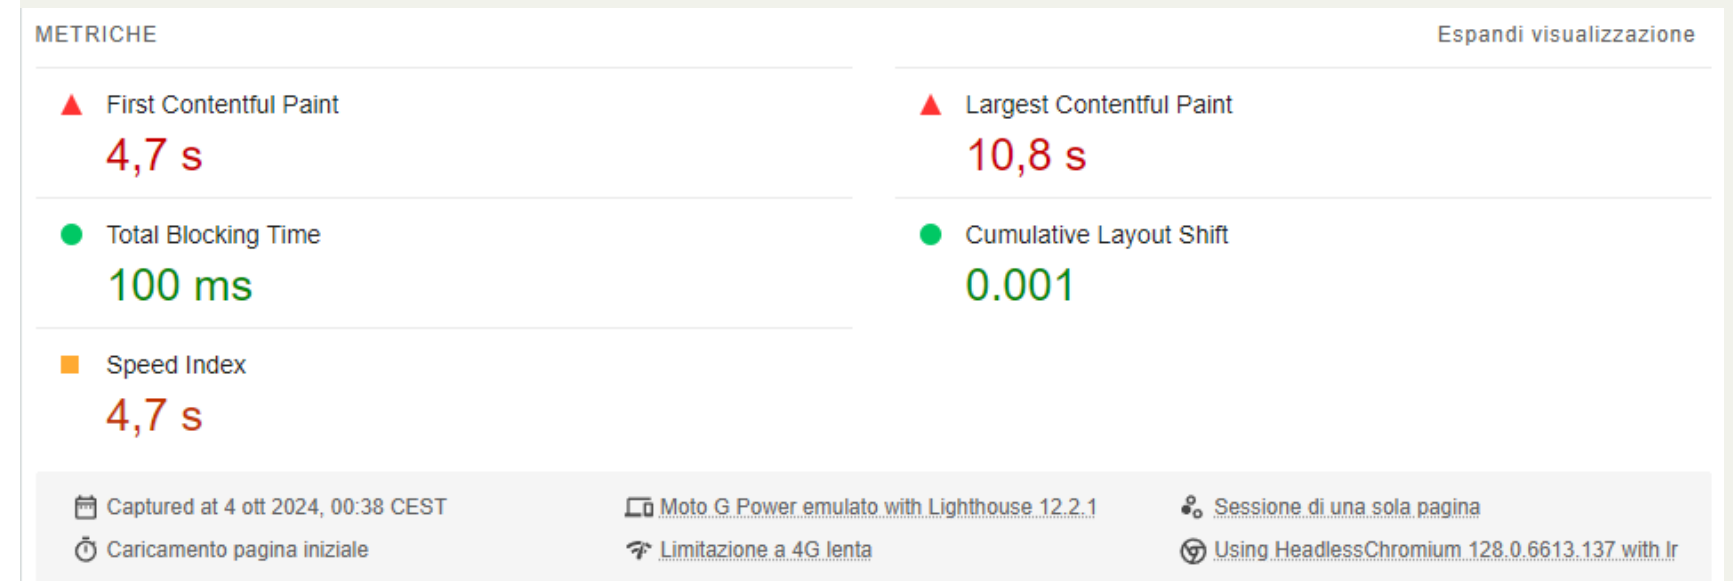 METRICHE
Espandi visualizzazione
First Contentful Paint
4,7 s
Largest Contentful Paint
10,8 s
Total Blocking Time
100 ms
Cumulative Layout Shift
0.001
Speed Index
4,7 s
Captured at 4 ott 2024, 00:38 CEST
Moto G Power emulato with Lighthouse 12.2.1
Sessione di una sola pagina
Caricamento pagina iniziale
Limitazione a 4G lenta
Using HeadlessChromium 128.0.6613.137 with lr